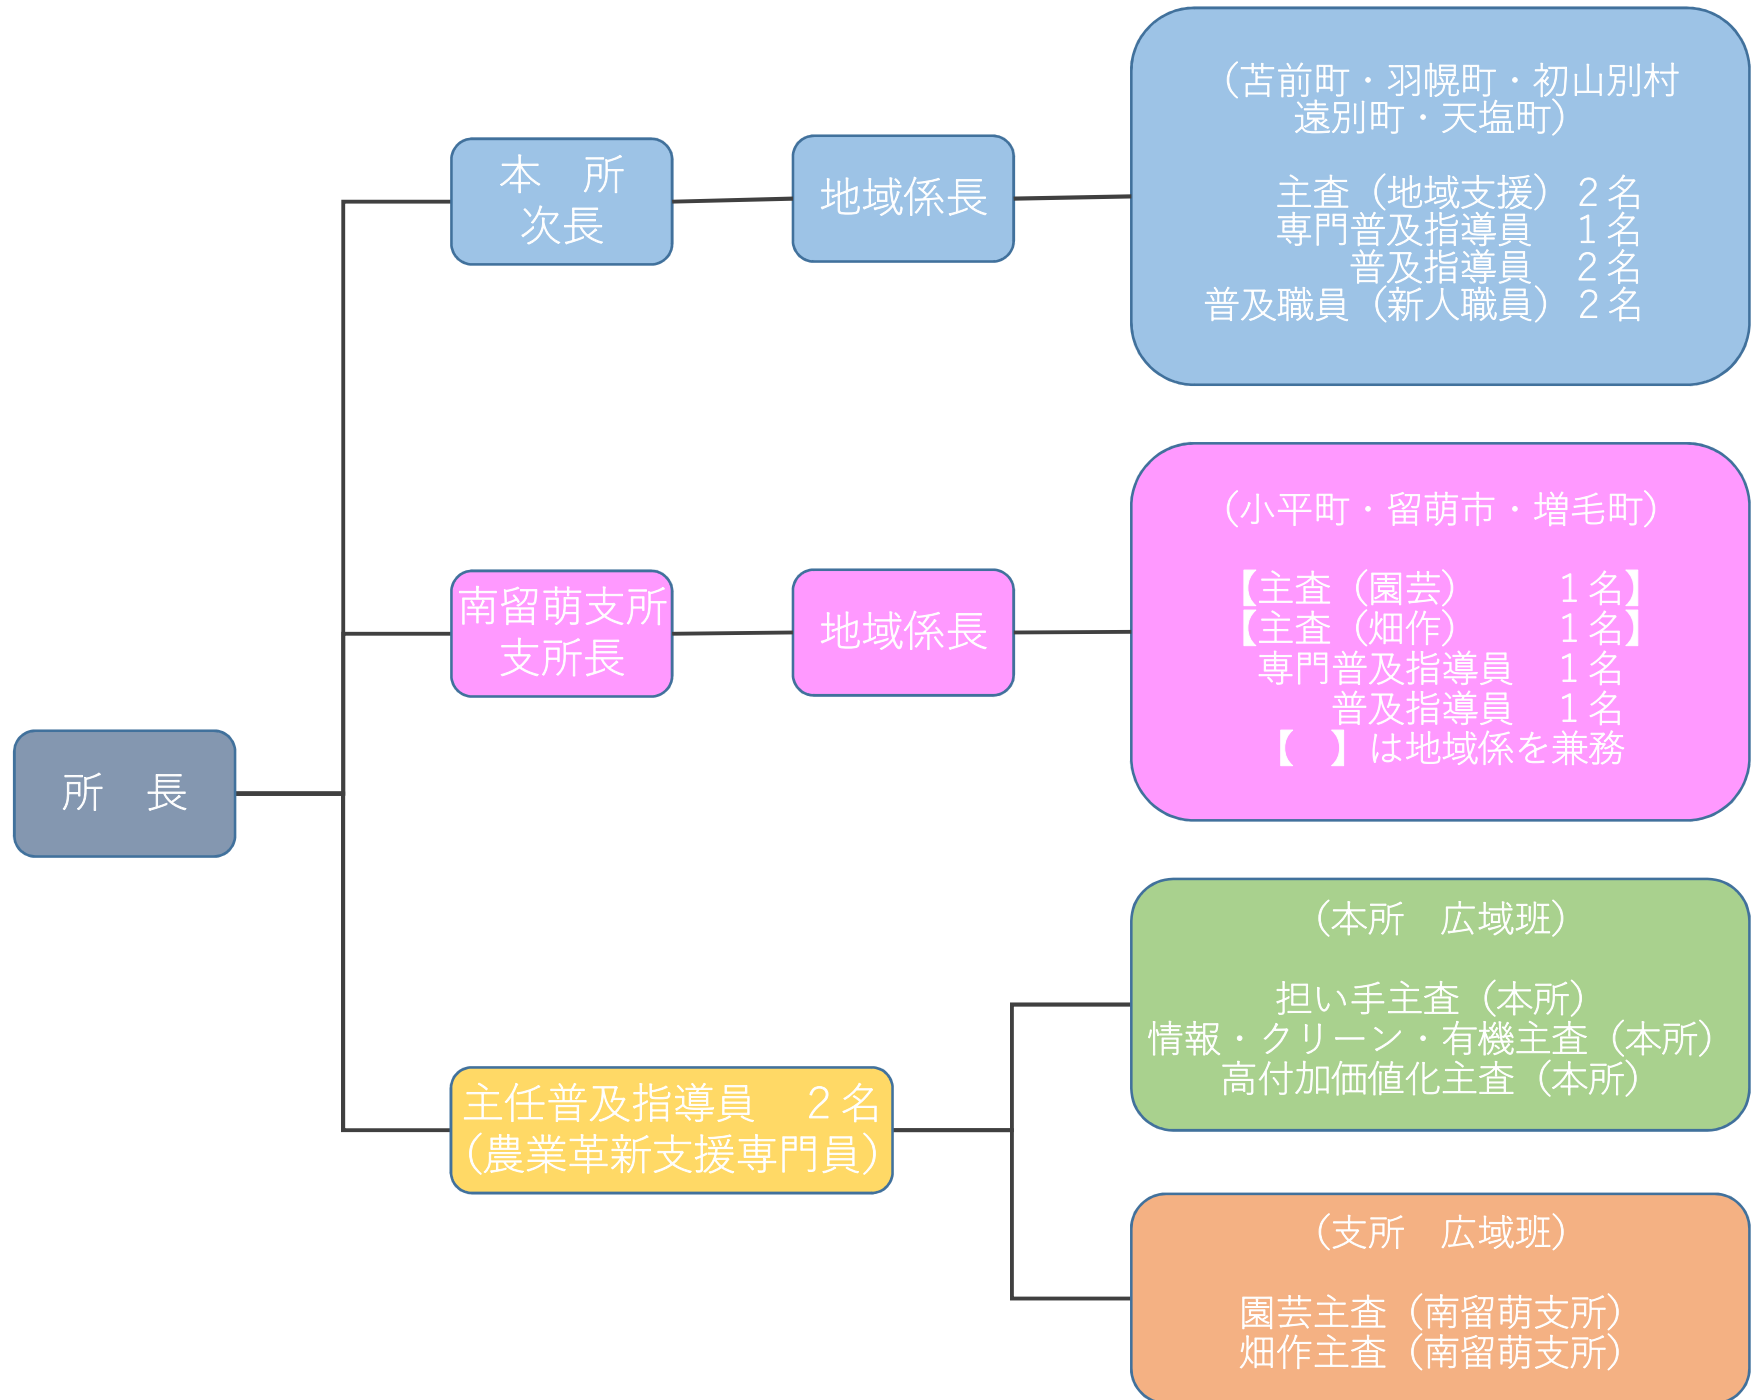 所　長
本　所
次長
地域係長
（苫前町・羽幌町・初山別村
遠別町・天塩町）
主査（地域支援）２名
専門普及指導員　１名
普及指導員　２名
普及職員（新人職員）２名
南留萌支所
支所長
地域係長
（小平町・留萌市・増毛町）
【主査（園芸）　　１名】
【主査（畑作）　　１名】
専門普及指導員　１名
普及指導員　１名
【　】は地域係を兼務
主任普及指導員　２名
（農業革新支援専門員）
（本所　広域班）
担い手主査（本所）
情報・クリーン・有機主査（本所）
高付加価値化主査（本所）
（支所　広域班）
園芸主査（南留萌支所）
畑作主査（南留萌支所）